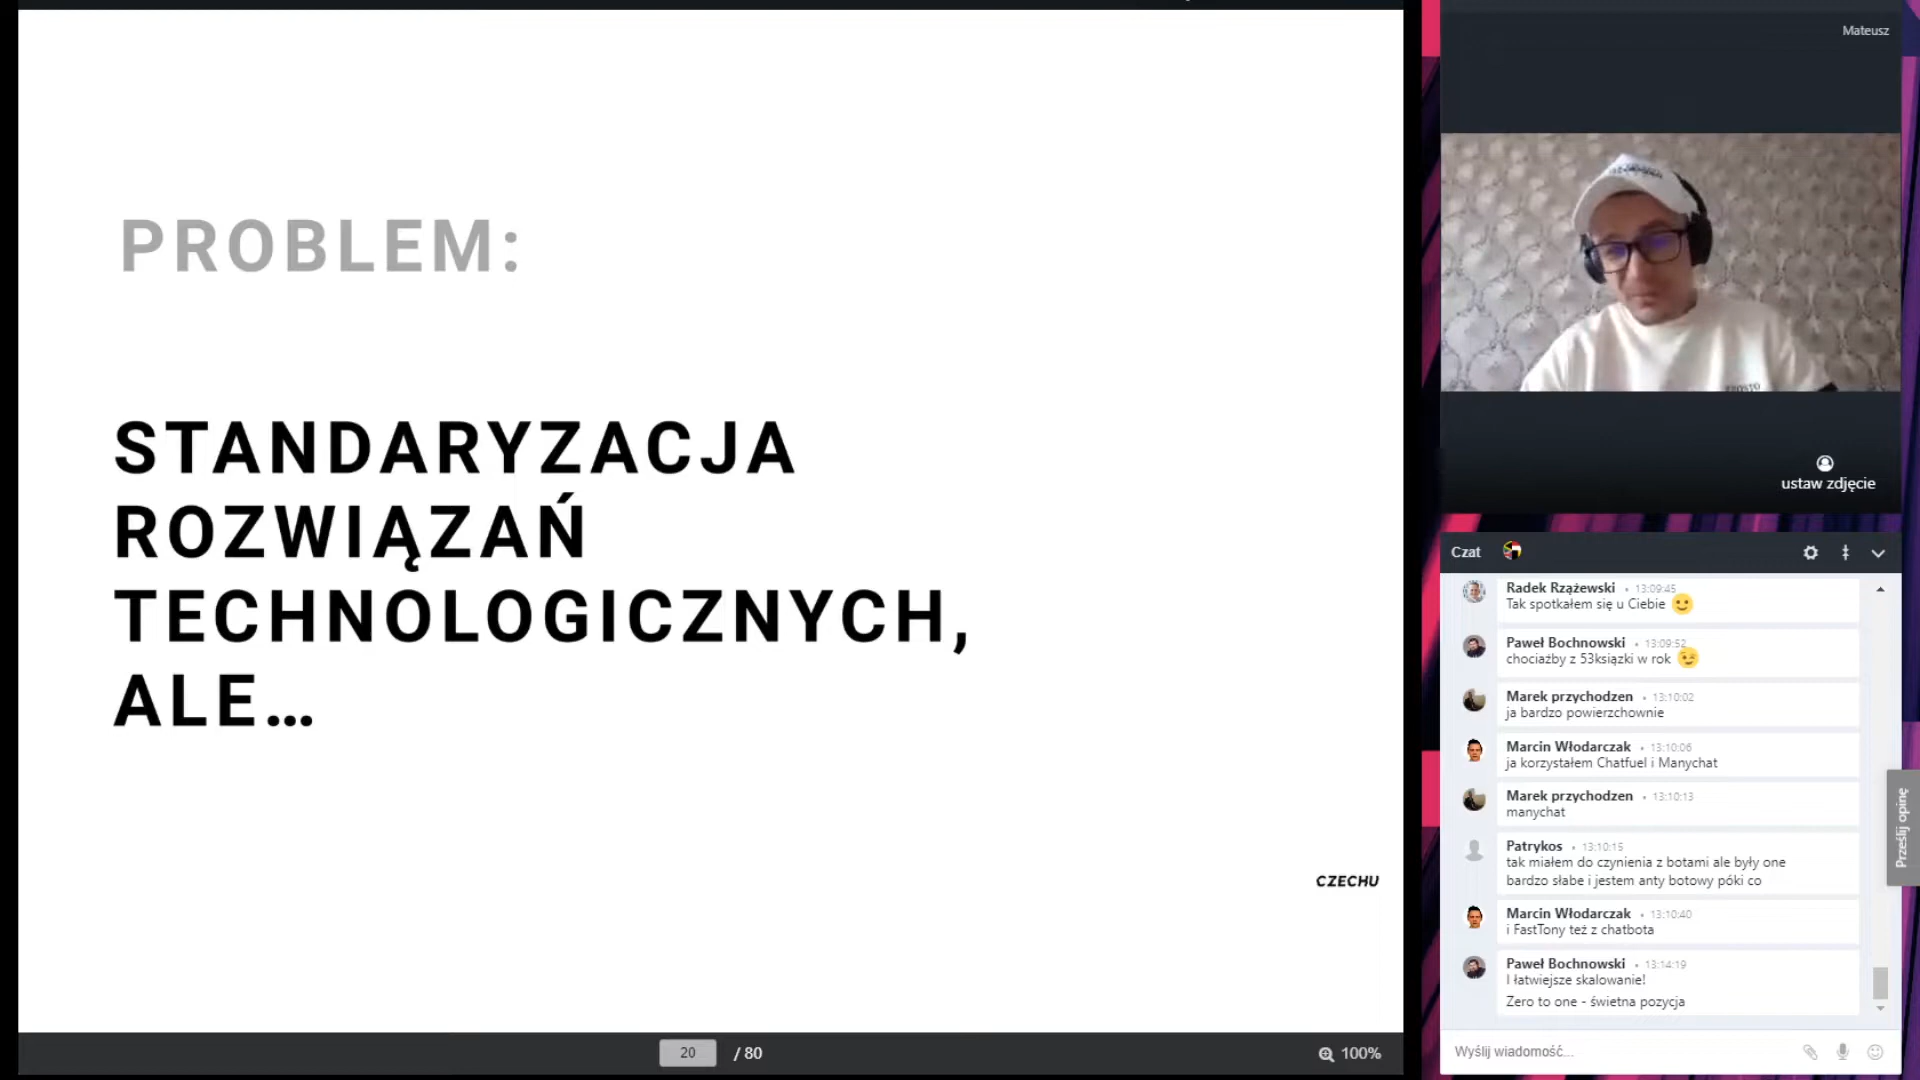 PROBLEM:
STANDARYZACJA
ROZWIĄZAŃ
TECHNOLOGICZNYCH,
ALE...
CZECHU
20 / 80
100%
Mateusz
ustaw zdjęcie
Czat
Radek Rzążewski • 13:09:45
Tak spotkałem się u Ciebie
Paweł Bochnowski • 13:09:52
chociażby z 53ksiązki w rok
Marek przychodzen • 13:10:02
ja bardzo powierzchownie
Marcin Włodarczak • 13:10:06
ja korzystałem Chatfuel i Manychat
Marek przychodzen • 13:10:13
manychat
Patrykos • 13:10:15
tak miałem do czynienia z botami ale były one
bardzo słabe i jestem anty botowy póki co
Marcin Włodarczak • 13:10:40
i FastTony też z chatbota
Paweł Bochnowski • 13:14:19
I łatwiejsze skalowanie!
Zero to one - świetna pozycja
Wyślij wiadomość...
Prześlij opinę